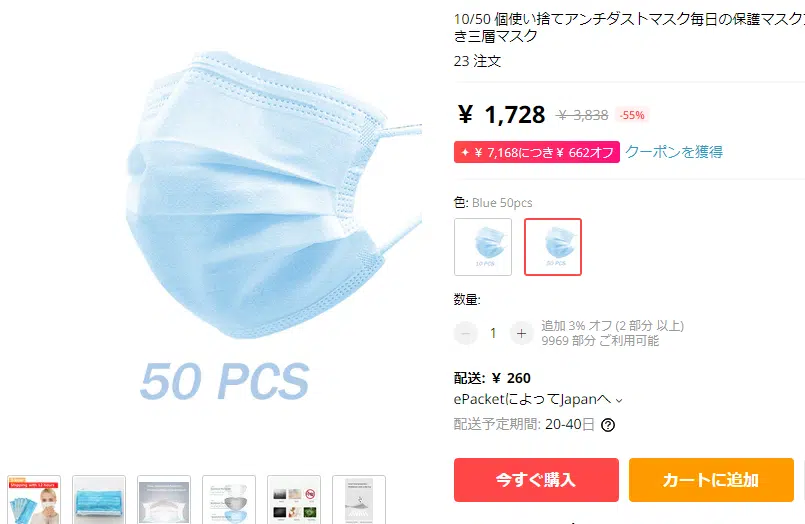 10/50 個使い捨てアンチダストマスク毎日の保護マスク
き三層マスク
23 注文
¥ 1,728 ¥ 3,838 -55%
¥ 7,168につき¥ 662オフ クーポンを獲得
色: Blue 50pcs
50 PCS
50 PCS
数量:
− 1 + 追加 3% オフ (2 部分 以上)
9969 部分 ご利用可能
50 PCS
配送: ¥ 260
ePacketによってJapanへ
配送予定期間: 20-40日 ?
今すぐ購入 カートに追加